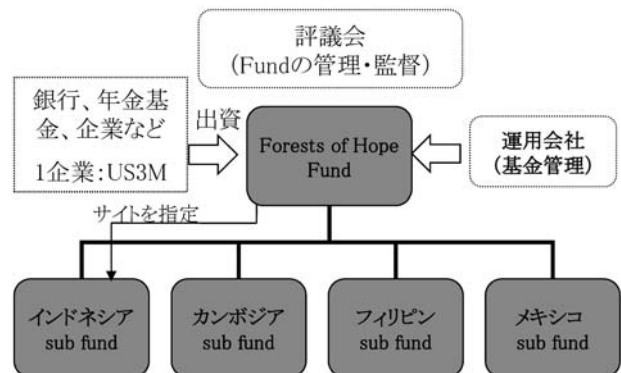 評議会
(Fundの管理・監督)
銀行、年金基
金、企業など
1企業:US3M
出資
Forests of Hope
Fund
運用会社
(基金管理)
サイトを指定
インドネシア
sub fund
カンボジア
sub fund
フィリピン
sub fund
メキシコ
sub fund